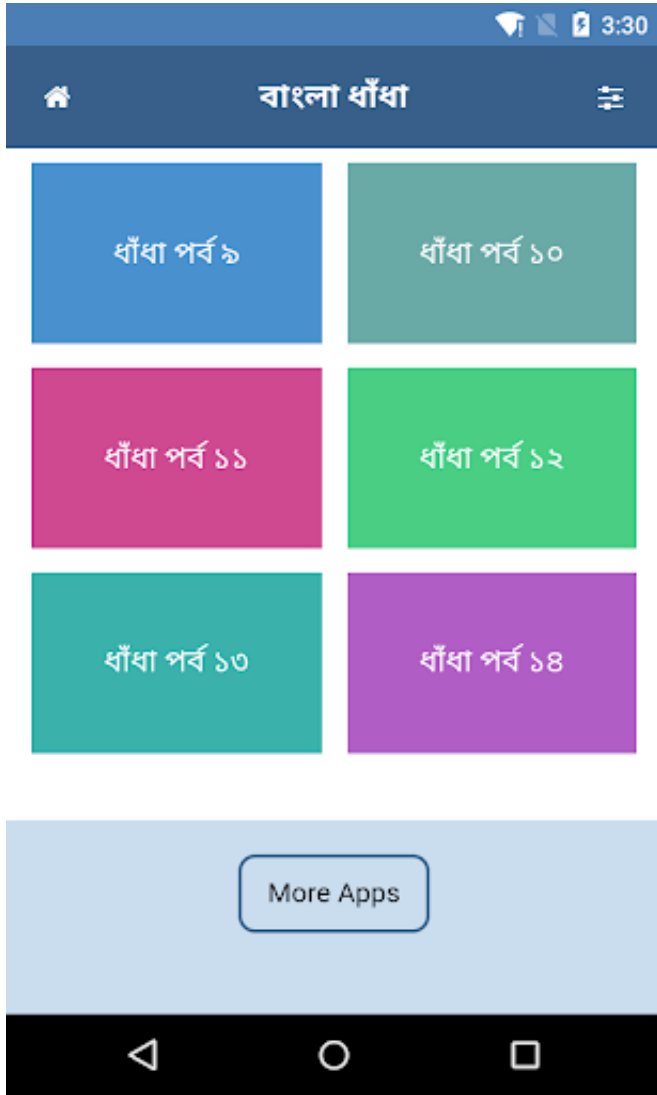 3:30
বাংলা ধাঁধা
ধাঁধা পর্ব ৯
ধাঁধা পর্ব ১০
ধাঁধা পর্ব ১১
ধাঁধা পর্ব ১২
ধাঁধা পর্ব ১৩
ধাঁধা পর্ব ১৪
More Apps